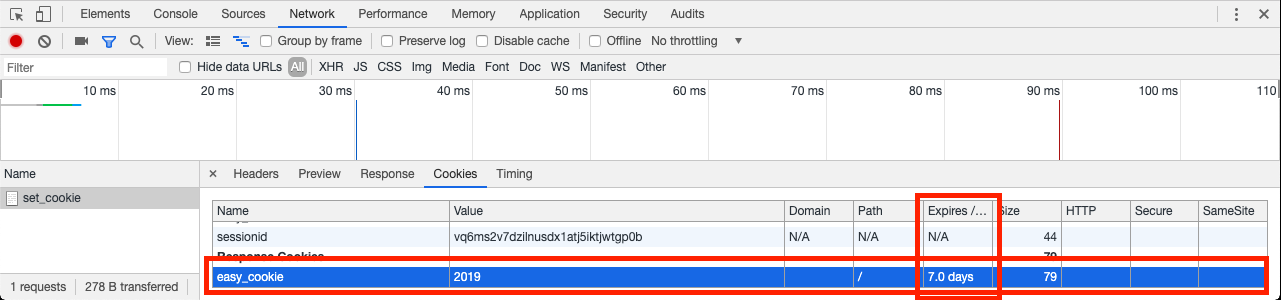 Elements Console Sources Network Performance Memory Application Security Audits
View: Group by frame Preserve log Disable cache Offline No throttling
Filter Hide data URLs All XHR JS CSS Img Media Font Doc WS Manifest Other
10 ms 20 ms 30 ms 40 ms 50 ms 60 ms 70 ms 80 ms 90 ms 100 ms 110
Name × Headers Preview Response Cookies Timing
set_cookie
Name Value Domain Path Expires /... Size HTTP Secure SameSite
sessionid vq6ms2v7dzilnusdx1atj5iktjwtgp0b N/A N/A N/A 44
Response Cookies 79
easy_cookie 2019 / 7.0 days 79
1 requests 278 B transferred